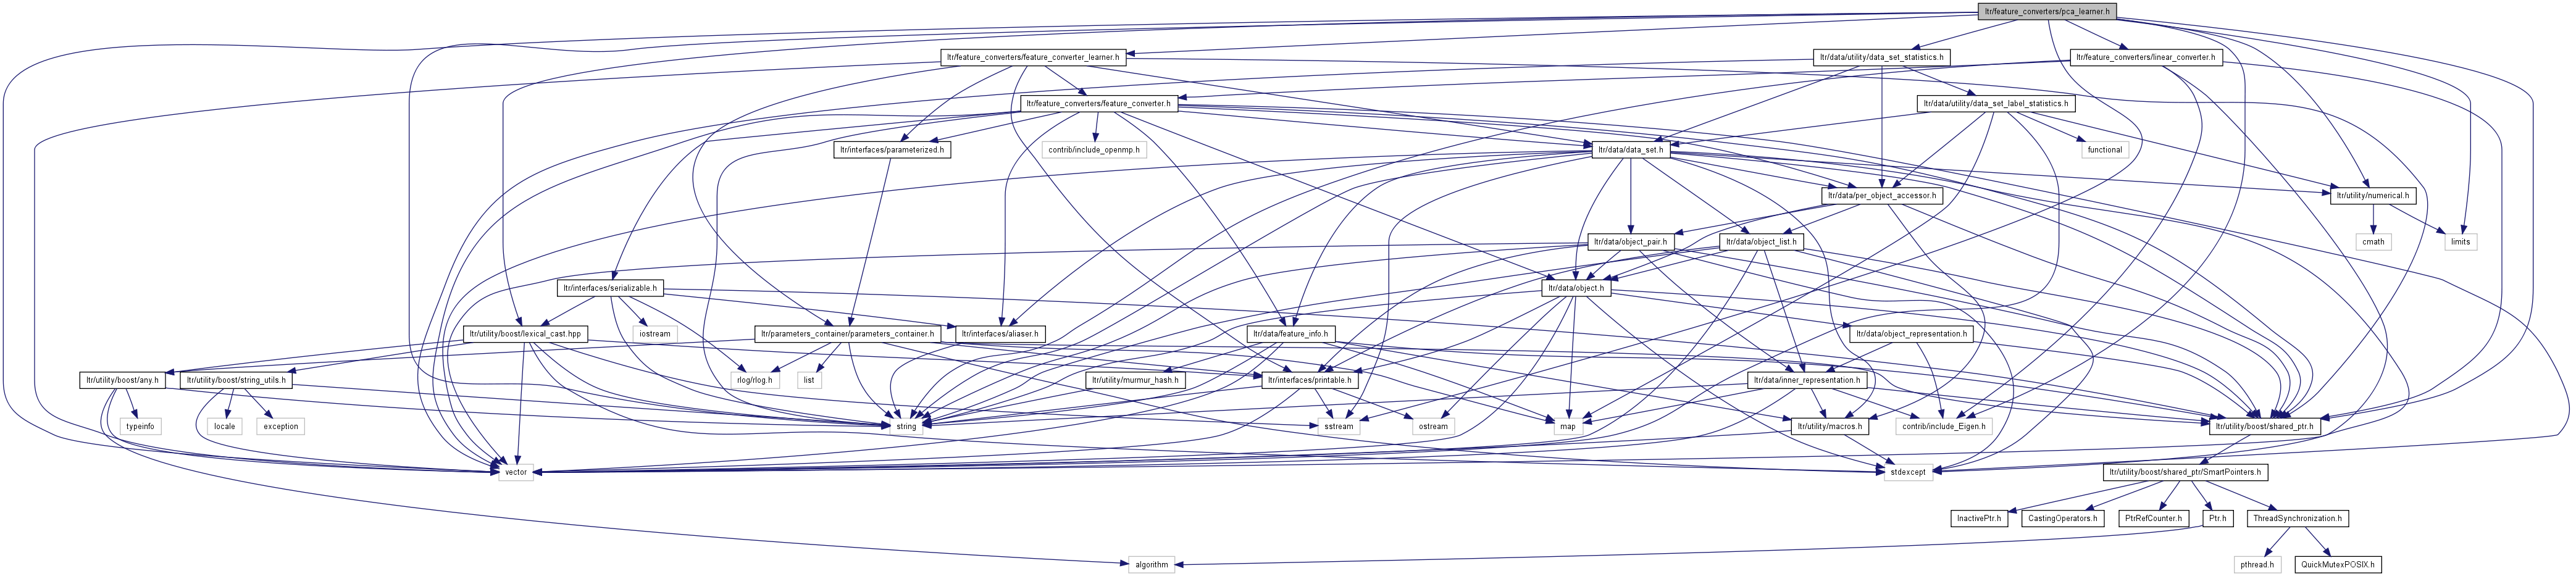 ltr/feature_converters/pca_learner.h
ltr/feature_converters/feature_converter_learner.h
ltr/data/utility/data_set_statistics.h
ltr/feature_converters/linear_converter.h
ltr/feature_converters/feature_converter.h
ltr/data/utility/data_set_label_statistics.h
ltr/interfaces/parameterized.h
contrib/include_openmp.h
ltr/data/data_set.h
functional
ltr/data/per_object_accessor.h
ltr/utility/numerical.h
ltr/data/object_pair.h
ltr/data/object_list.h
cmath
limits
ltr/interfaces/serializable.h
ltr/data/object.h
ltr/utility/boost/lexical_cast.hpp
iostream
ltr/parameters_container/parameters_container.h
ltr/interfaces/aliaser.h
ltr/data/feature_info.h
ltr/data/object_representation.h
ltr/utility/boost/any.h
ltr/utility/boost/string_utils.h
rlog/rlog.h
list
ltr/utility/murmur_hash.h
ltr/interfaces/printable.h
ltr/data/inner_representation.h
typeinfo
locale
exception
string
sstream
ostream
map
ltr/utility/macros.h
contrib/include_Eigen.h
ltr/utility/boost/shared_ptr.h
vector
stdexcept
ltr/utility/boost/shared_ptr/SmartPointers.h
InactivePtr.h
CastingOperators.h
PtrRefCounter.h
Ptr.h
ThreadSynchronization.h
algorithm
pthread.h
QuickMutexPOSIX.h